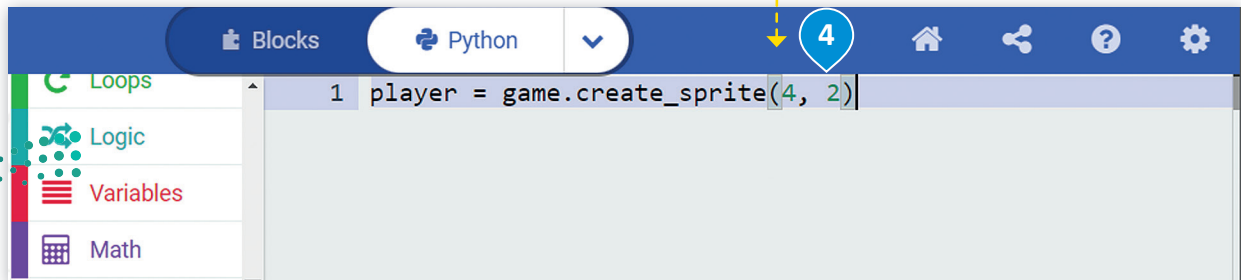 Blocks
Python
4
Loops
1 player = game.create_sprite(4, 2)
Logic
Variables
Math